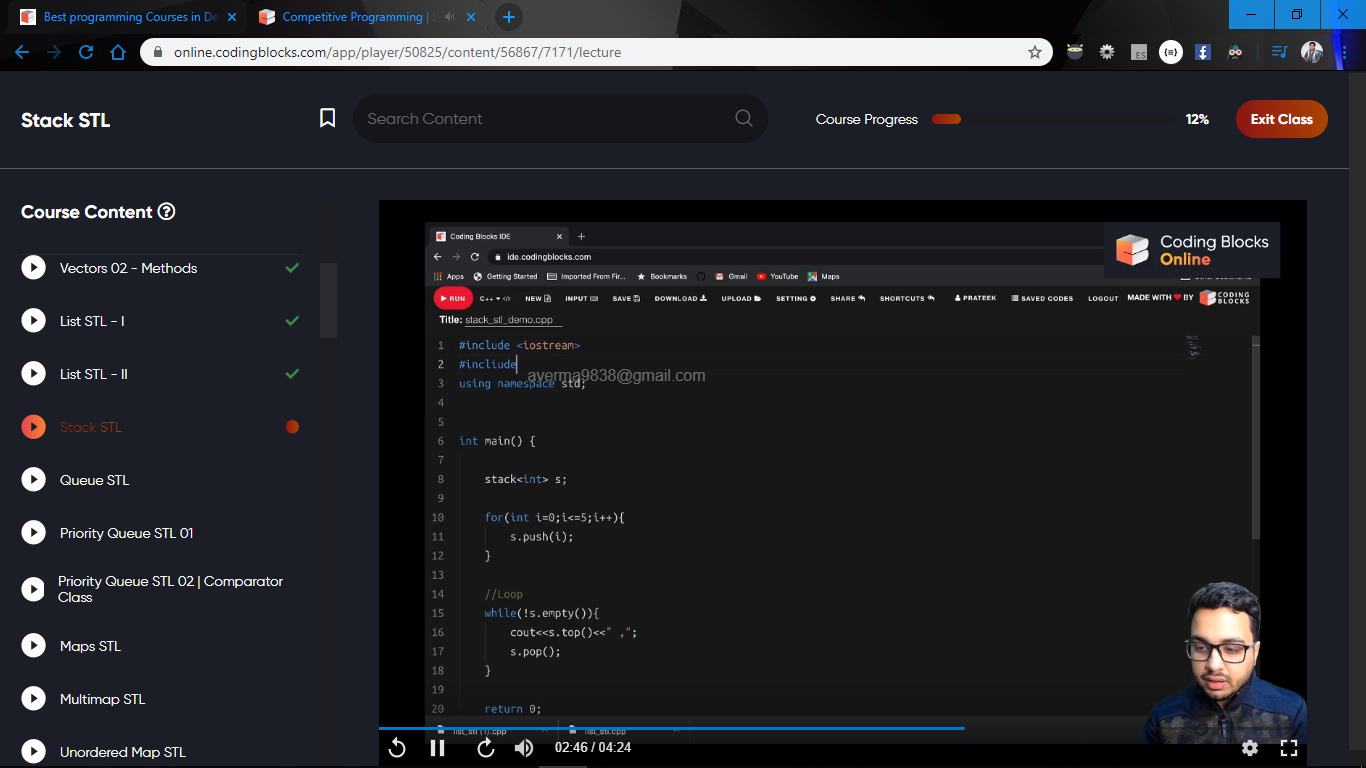 Best programming Courses in De
Competitive Programming |
online.codingblocks.com/app/player/50825/content/56867/7171/lecture
ES
Stack STL
Search Content
Course Progress
12%
Exit Class
Course Content
Vectors 02 - Methods
List STL - I
List STL - II
Stack STL
Queue STL
Priority Queue STL 01
Priority Queue STL 02 | Comparator
Class
Maps STL
Multimap STL
Unordered Map STL
Coding Blocks IDE
ide.codingblocks.com
Coding Blocks
Online
Apps Getting Started Imported From Fir... Bookmarks Gmail YouTube Maps
RUN C++ NEW INPUT SAVE DOWNLOAD UPLOAD SETTING SHARE SHORTCUTS PRATEEK SAVED CODES LOGOUT MADE WITH BY CODING BLOCKS
Title: stack_stl_demo.cpp
1 #include <iostream>
2 #incliude
averma9838@gmail.com
3 using namespace std;
4
5
6 int main() {
7
8 stack<int> s;
9
10 for(int i=0;i<=5;i++){
11 s.push(i);
12 }
13
14 //Loop
15 while(!s.empty()){
16 cout<<s.top()<<" ,";
17 s.pop();
18 }
19
20 return 0;
list_stl (1).cpp
list_stl.cpp
02:46 / 04:24